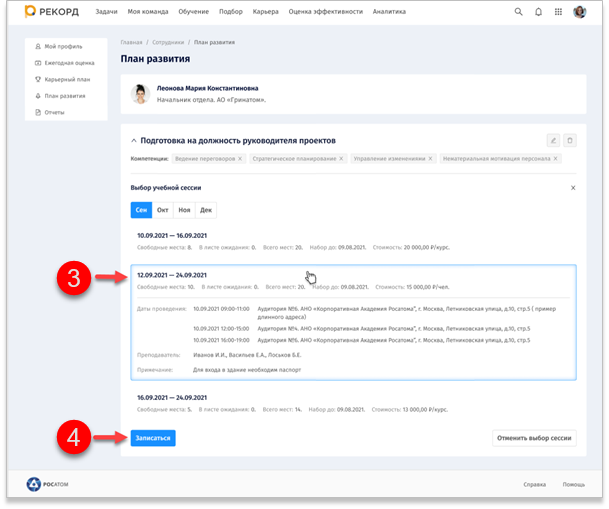 РЕКОРД Задачи Моя команда Обучение Подбор Карьера Оценка эффективности Аналитика
Мой профиль
Ежегодная оценка
Карьерный план
План развития
Отчеты
Главная / Сотрудники / План развития
План развития
Леонова Мария Константиновна
Начальник отдела, АО «Гринатом».
Подготовка на должность руководителя проектов
Компетенции: Ведение переговоров × Стратегическое планирование × Управление изменениями × Нематериальная мотивация персонала ×
Выбор учебной сессии ×
Сен Окт Ноя Дек
10.09.2021 — 16.09.2021
Свободные места: 8. В листе ожидания: 0. Всего мест: 20. Набор до: 09.08.2021. Стоимость: 20 000,00 ₽/курс.
3
12.09.2021 — 24.09.2021
Свободные места: 10. В листе ожидания: 0. Всего мест: 20. Набор до: 09.08.2021. Стоимость: 15 000,00 ₽/чел.
Даты проведения: 10.09.2021 09:00-11:00 Аудитория №6. АНО «Корпоративная Академия Росатома", г. Москва, Летниковская улица, д.10, стр.5 ( пример
длинного адреса)
10.09.2021 12:00-15:00 Аудитория №4. АНО «Корпоративная Академия Росатома", г. Москва, Летниковская улица, д.10, стр.5
10.09.2021 16:00-19:00 Аудитория №6. АНО «Корпоративная Академия Росатома", г. Москва, Летниковская улица, д.10, стр.5
Преподаватель: Иванов И.И., Васильев Е.А., Лоськов Б.Е.
Примечание: Для входа в здание необходим паспорт
16.09.2021 — 24.09.2021
Свободные места: 5. В листе ожидания: 0. Всего мест: 14. Набор до: 09.08.2021. Стоимость: 13 000,00 ₽/курс.
4
Записаться Отменить выбор сессии
РОСАТОМ Справка Помощь